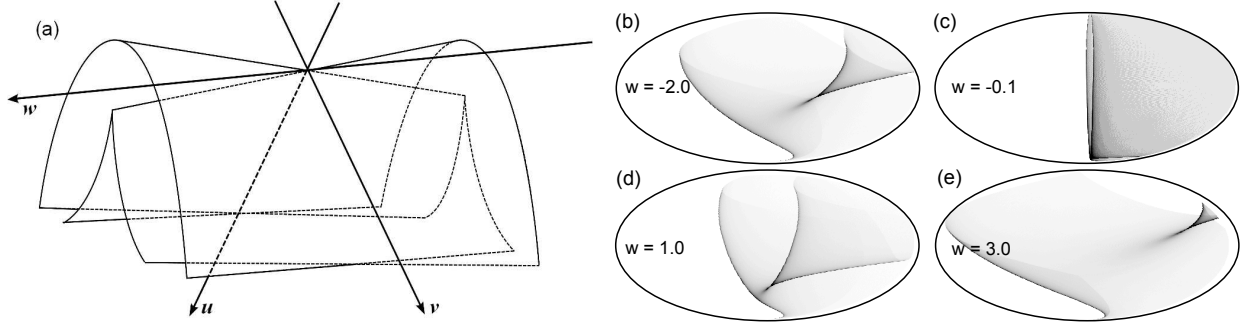 (a)
w
u
v
(b)
w = -2.0
(c)
w = -0.1
(d)
w = 1.0
(e)
w = 3.0